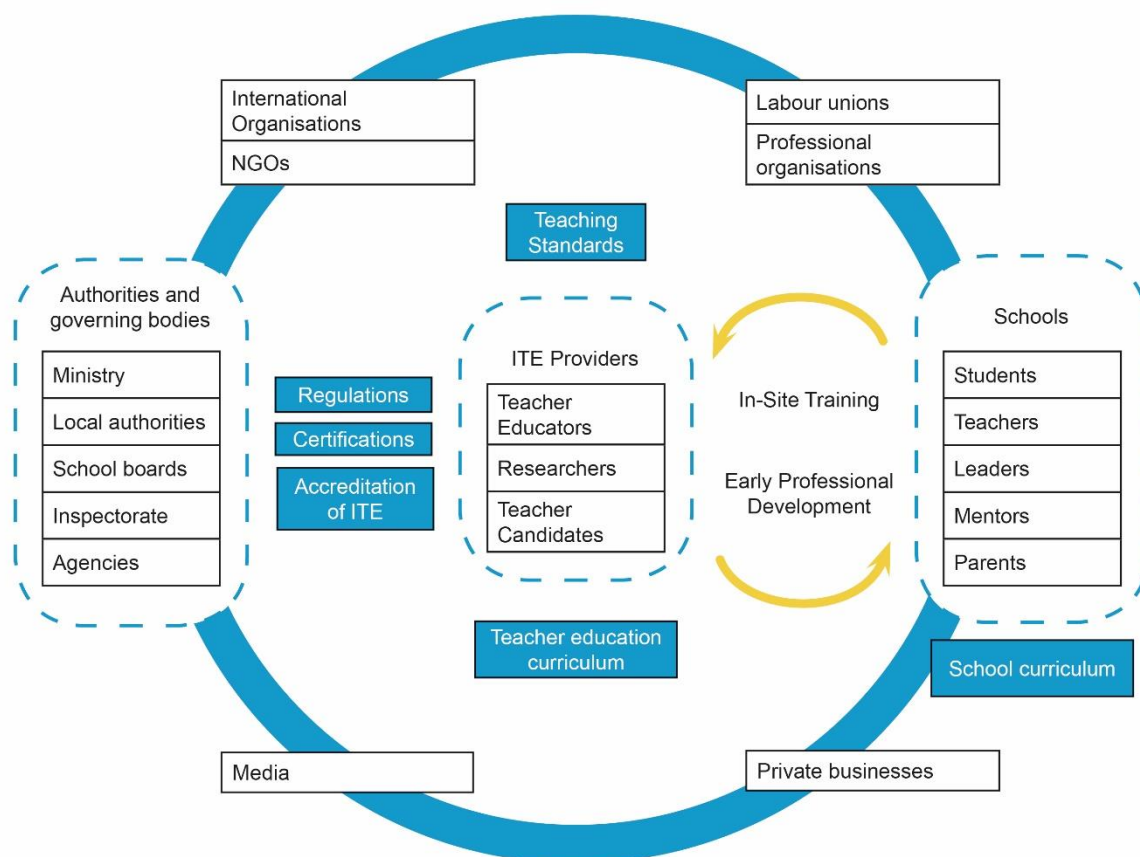 International
Organisations
NGOs
Labour unions
Professional
organisations
Teaching
Standards
Authorities and
governing bodies
Ministry
Local authorities
School boards
Inspectorate
Agencies
Regulations
Certifications
Accreditation
of ITE
ITE Providers
Teacher
Educators
Researchers
Teacher
Candidates
In-Site Training
Early Professional
Development
Schools
Students
Teachers
Leaders
Mentors
Parents
Teacher education
curriculum
School curriculum
Media
Private businesses